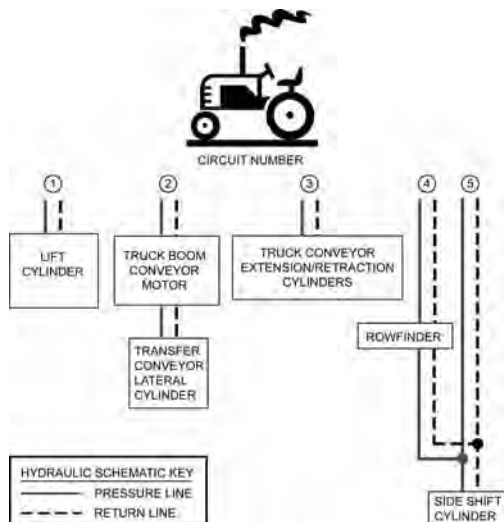 CIRCUIT NUMBER
1 2 3 4 5
LIFT
CYLINDER
TRUCK BOOM
CONVEYOR
MOTOR
TRUCK CONVEYOR
EXTENSION/RETRACTION
CYLINDERS
ROWFINDER
TRANSFER
CONVEYOR
LATERAL
CYLINDER
HYDRAULIC SCHEMATIC KEY
PRESSURE LINE
RETURN LINE
SIDE SHIFT
CYLINDER